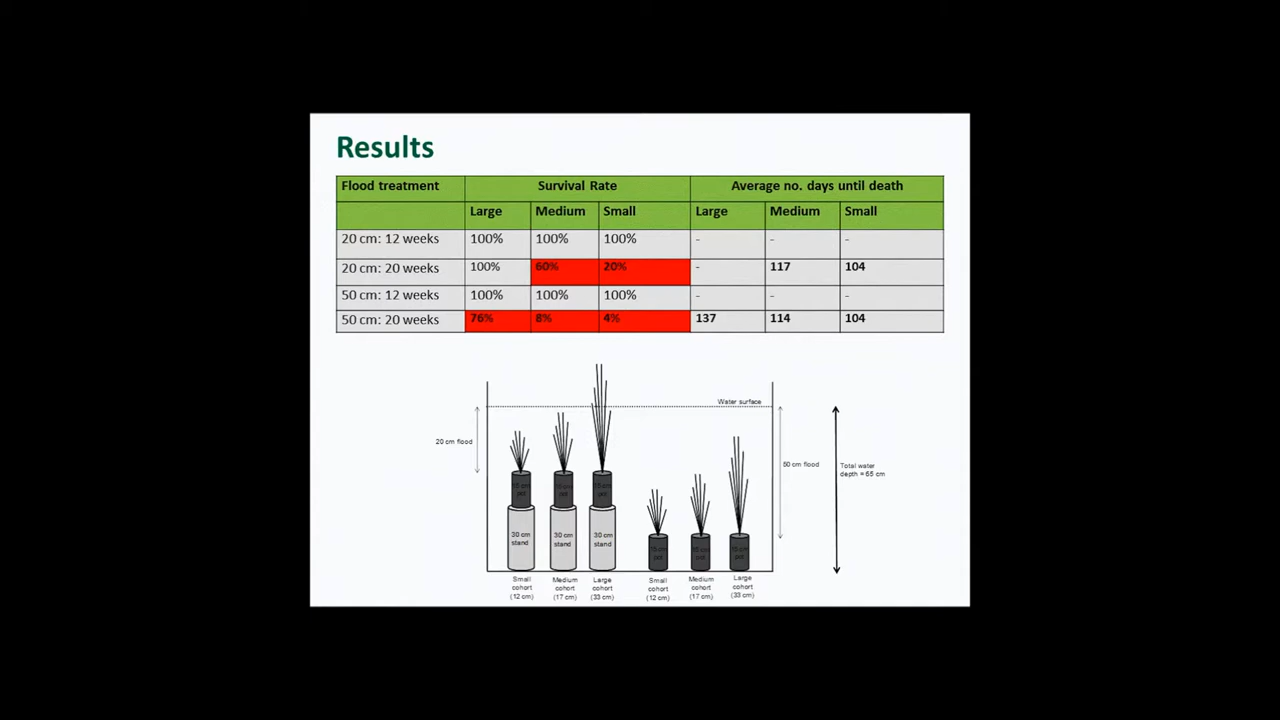 Results
Flood treatment Survival Rate Average no. days until death
Large Medium Small Large Medium Small
20 cm: 12 weeks 100% 100% 100% - - -
20 cm: 20 weeks 100% 60% 20% - 117 104
50 cm: 12 weeks 100% 100% 100% - - -
50 cm: 20 weeks 76% 8% 4% 137 114 104
Water surface
20 cm flood
50 cm flood
Total water
depth = 65 cm
30 cm
stand
30 cm
stand
30 cm
stand
Small
cohort
(12 cm)
Medium
cohort
(17 cm)
Large
cohort
(33 cm)
Small
cohort
(12 cm)
Medium
cohort
(17 cm)
Large
cohort
(33 cm)